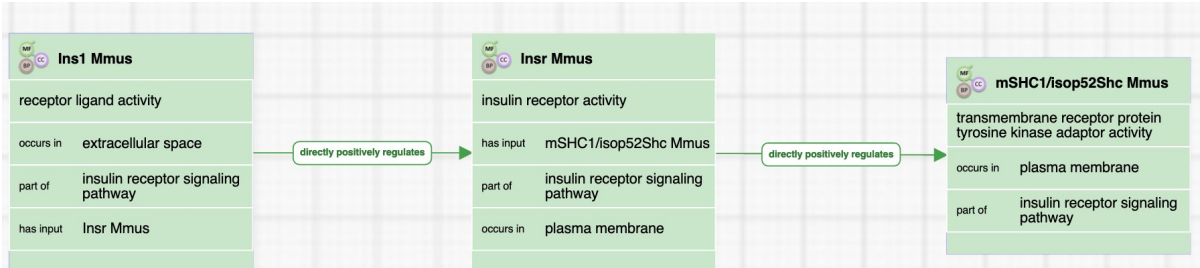 MF
CC
BP
Ins1 Mmus
receptor ligand activity
occurs in extracellular space
part of insulin receptor signaling
pathway
has input Insr Mmus
directly positively regulates
MF
CC
BP
Insr Mmus
insulin receptor activity
has input mSHC1/isop52Shc Mmus
part of insulin receptor signaling
pathway
occurs in plasma membrane
directly positively regulates
MF
CC
BP
mSHC1/isop52Shc Mmus
transmembrane receptor protein
tyrosine kinase adaptor activity
occurs in plasma membrane
part of insulin receptor signaling
pathway